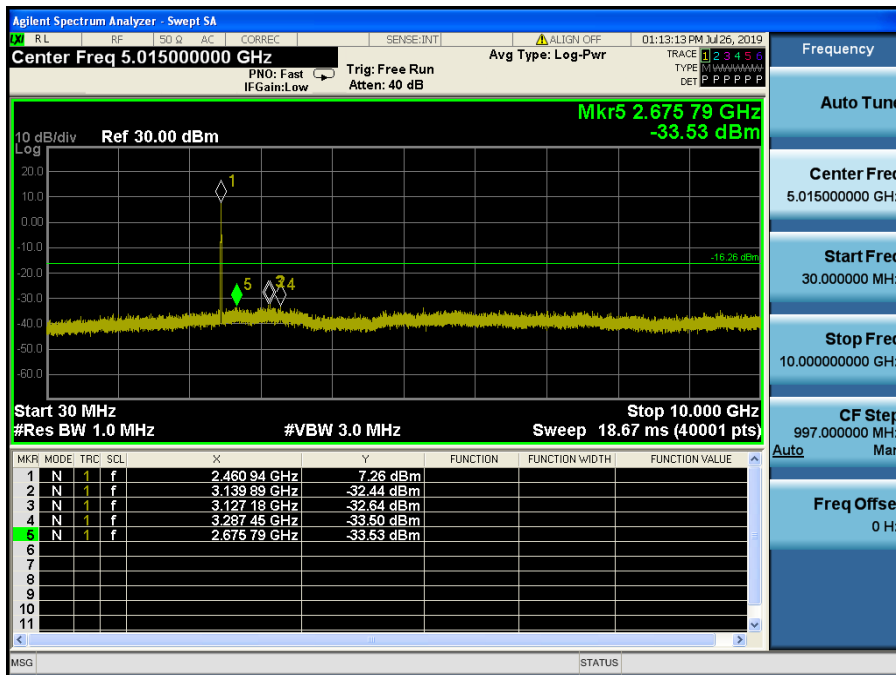 Agilent Spectrum Analyzer - Swept SA
LXI RL RF 50 Ω AC CORREC SENSE:INT ALIGN OFF 01:13:13 PM Jul 26, 2019
Center Freq 5.015000000 GHz
PNO: Fast
IFGain:Low
Trig: Free Run
Atten: 40 dB
Avg Type: Log-Pwr
TRACE 1 2 3 4 5 6
TYPE M W W W W W
DET P P P P P P
Mkr5 2.675 79 GHz
-33.53 dBm
10 dB/div Ref 30.00 dBm
Log
20.0
10.0
0.00
-10.0
-20.0
-30.0
-40.0
-50.0
-60.0
1
5
4
-16.26 dBm
Start 30 MHz Stop 10.000 GHz
#Res BW 1.0 MHz #VBW 3.0 MHz Sweep 18.67 ms (40001 pts)
MKR MODE TRC SCL X Y FUNCTION FUNCTION WIDTH FUNCTION VALUE
1 N 1 f 2.460 94 GHz 7.26 dBm
2 N 1 f 3.139 89 GHz -32.44 dBm
3 N 1 f 3.127 18 GHz -32.64 dBm
4 N 1 f 3.287 45 GHz -33.50 dBm
5 N 1 f 2.675 79 GHz -33.53 dBm
6
7
8
9
10
11
MSG STATUS
Frequency
Auto Tune
Center Freq
5.015000000 GHz
Start Freq
30.000000 MHz
Stop Freq
10.000000000 GHz
CF Step
997.000000 MHz
Auto Man
Freq Offset
0 Hz